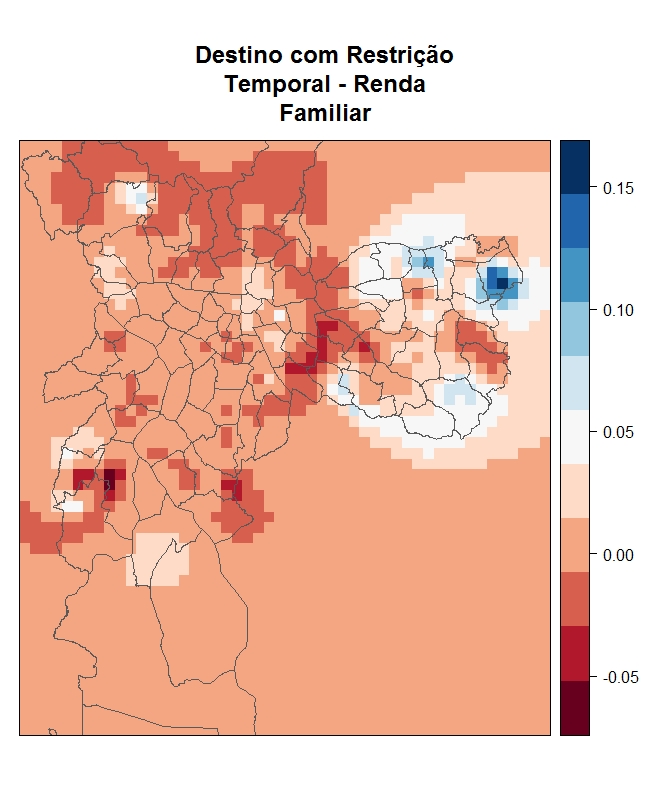 Destino com Restrição
Temporal - Renda
Familiar
0.15
0.10
0.05
0.00
-0.05